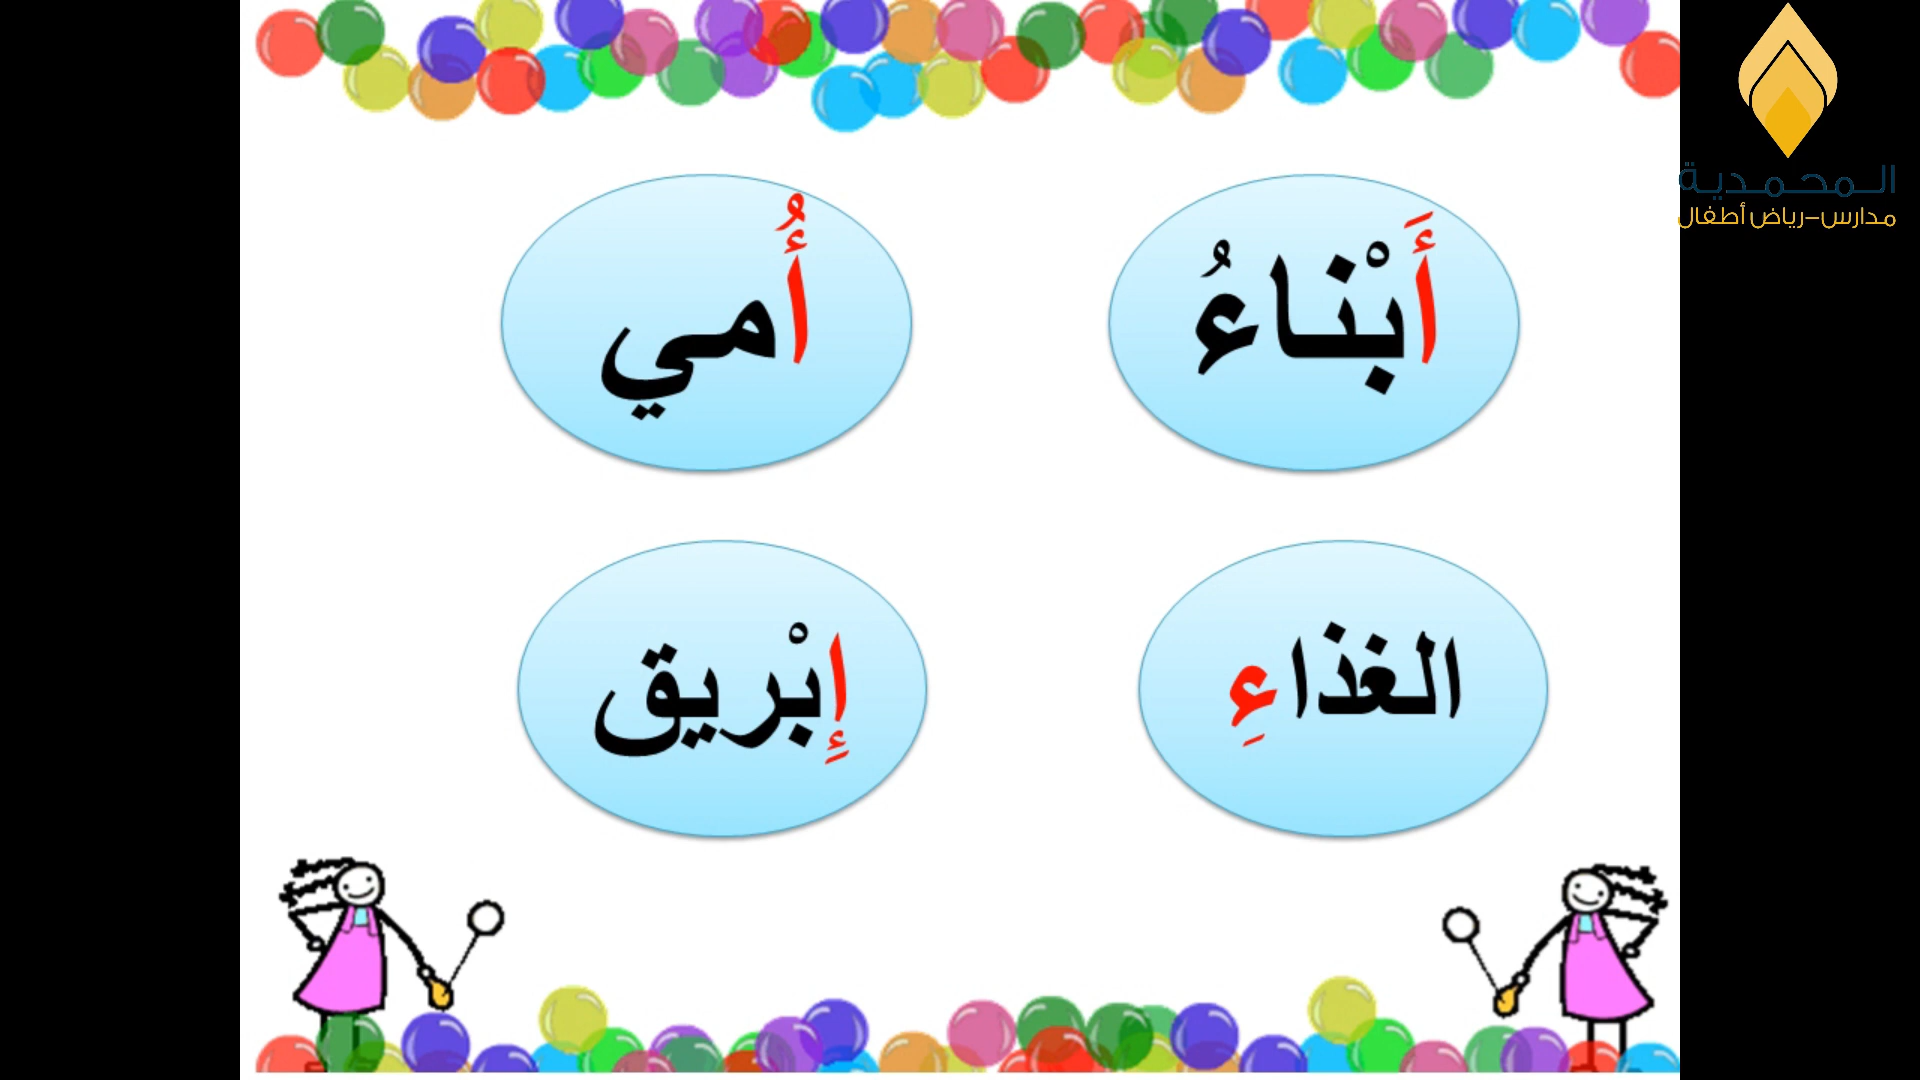 أَبْناءُ
أُمي
الغذاءِ
إِبْريق
المحمدية
مدارس-رياض أطفال